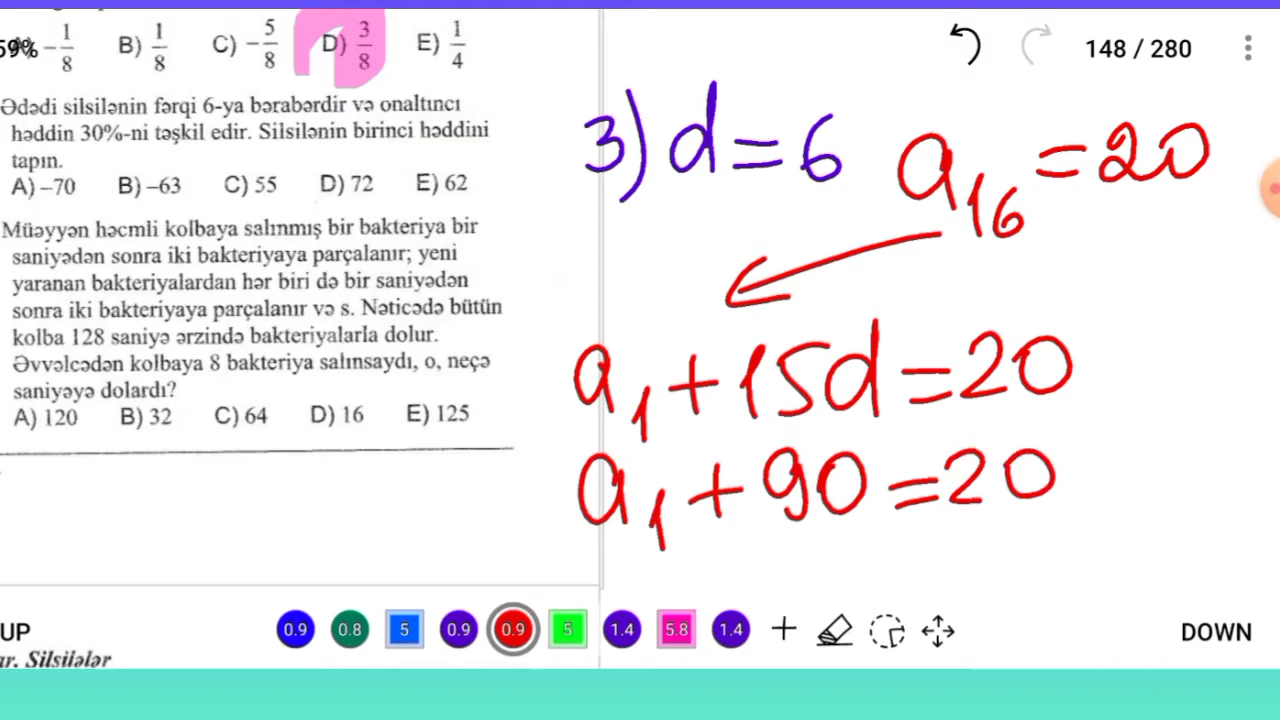 59%
A) -1/8 B) 1/8 C) -5/8 D) 3/8 E) 1/4
Ədədi silsilənin fərqi 6-ya bərabərdir və onaltıncı
həddin 30%-ni təşkil edir. Silsilənin birinci həddini
tapın.
A) –70 B) –63 C) 55 D) 72 E) 62
Müəyyən həcmli kolbaya salınmış bir bakteriya bir
saniyədən sonra iki bakteriyaya parçalanır; yeni
yaranan bakteriyalardan hər biri də bir saniyədən
sonra iki bakteriyaya parçalanır və s. Nəticədə bütün
kolba 128 saniyə ərzində bakteriyalarla dolur.
Əvvəlcədən kolbaya 8 bakteriya salınsaydı, o, neçə
saniyəyə dolardı?
A) 120 B) 32 C) 64 D) 16 E) 125
148 / 280
3) d=6 a₁₆=20
a₁+15d=20
a₁+90=20
UP 0.9 0.8 5 0.9 0.9 5 1.4 5.8 1.4 DOWN
Silsilələr